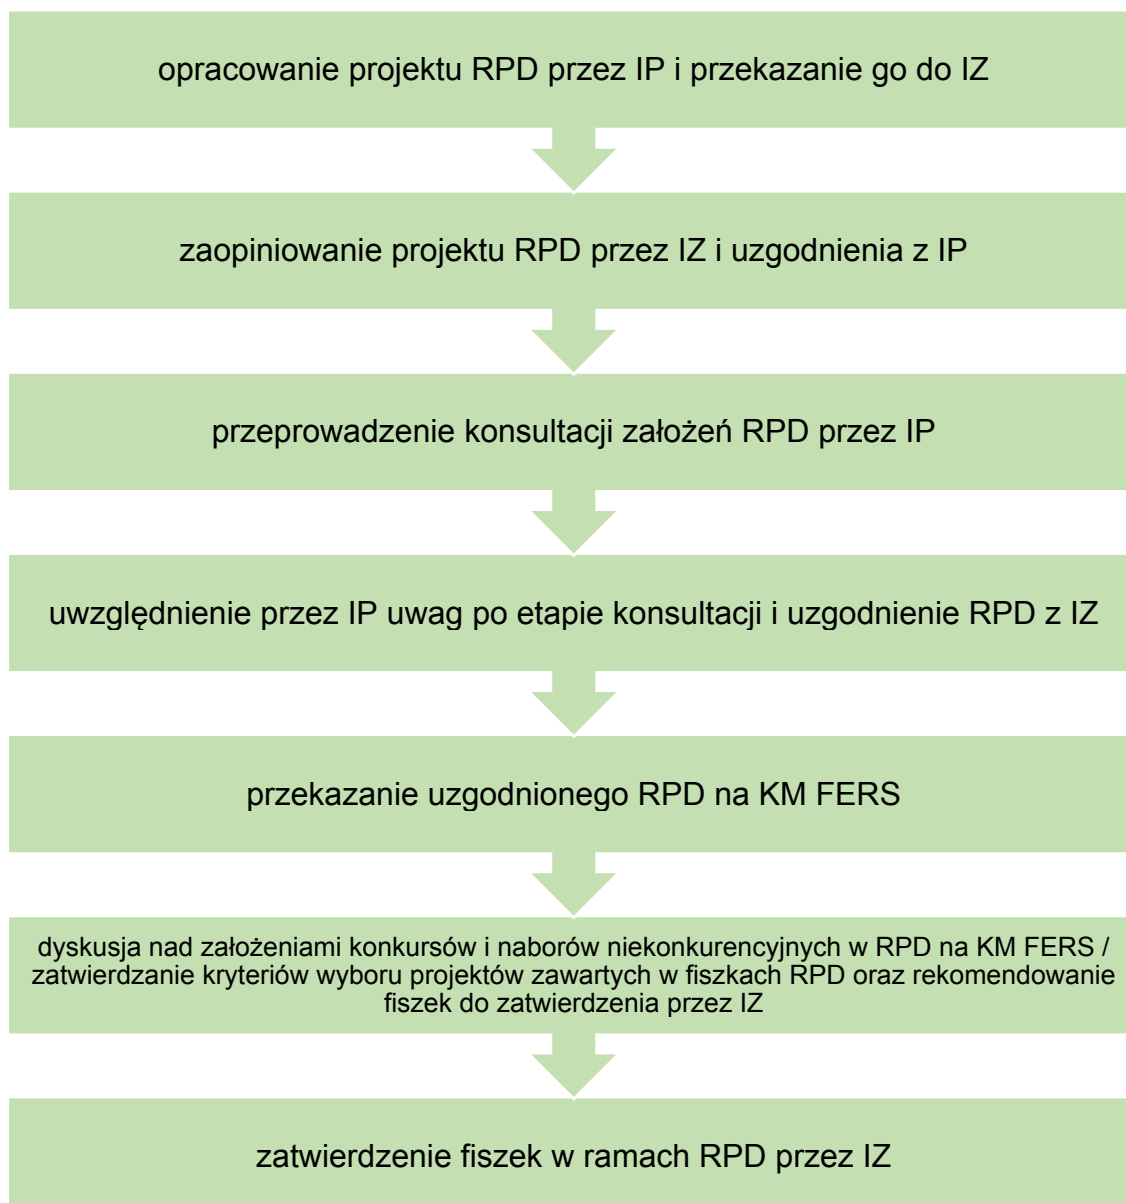 opracowanie projektu RPD przez IP i przekazanie go do IZ
zaopiniowanie projektu RPD przez IZ i uzgodnienia z IP
przeprowadzenie konsultacji założeń RPD przez IP
uwzględnienie przez IP uwag po etapie konsultacji i uzgodnienie RPD z IZ
przekazanie uzgodnionego RPD na KM FERS
dyskusja nad założeniami konkursów i naborów niekonkurencyjnych w RPD na KM FERS /
zatwierdzanie kryteriów wyboru projektów zawartych w fiszkach RPD oraz rekomendowanie
fiszek do zatwierdzenia przez IZ
zatwierdzenie fiszek w ramach RPD przez IZ